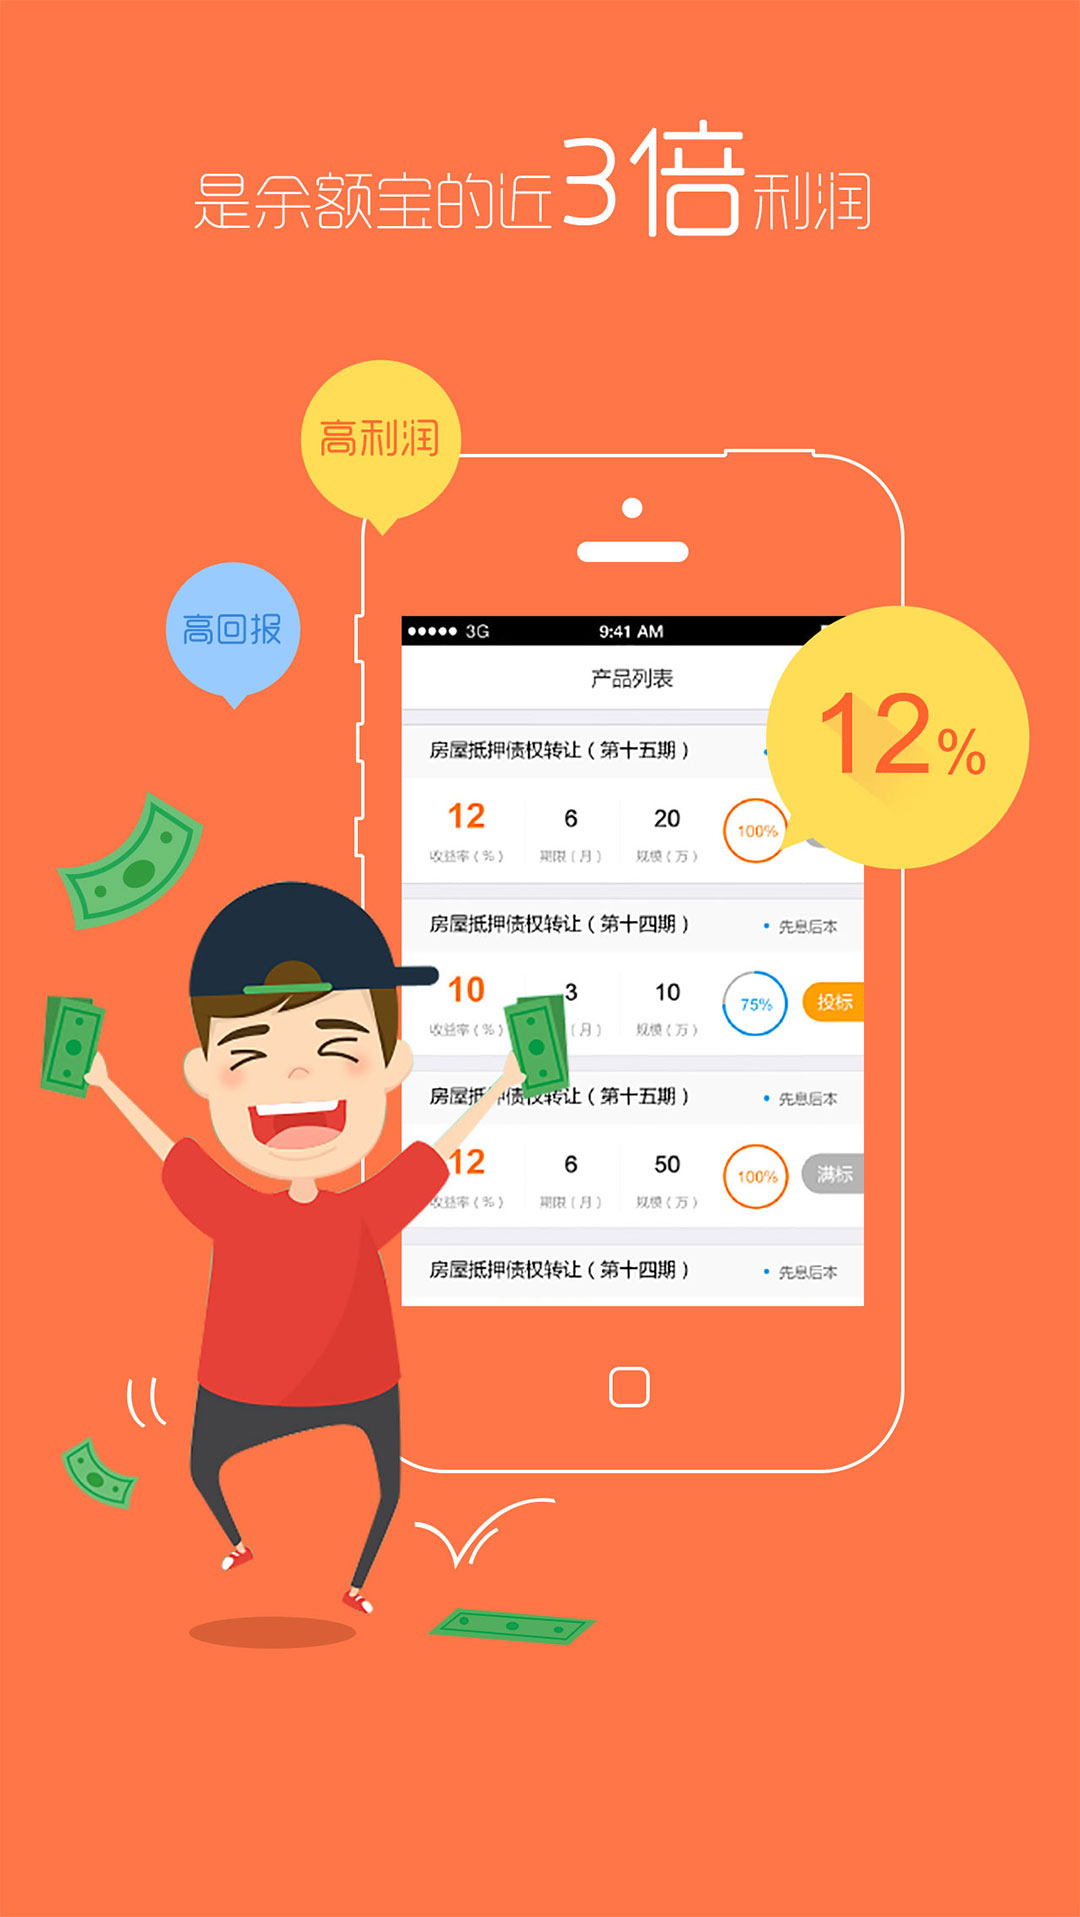 是余额宝的近3倍利润
高利润
高回报
3G 9:41 AM
产品列表
12%
房屋抵押债权转让（第十五期）
12 6 20 100%
收益率（%） 期限（月） 规模（万）
房屋抵押债权转让（第十四期） • 先息后本
10 3 10 75% 投标
收益率（%） （月） 规模（万）
房屋抵押债权转让（第十五期） • 先息后本
12 6 50 100% 满标
收益率（%） 期限（月） 规模（万）
房屋抵押债权转让（第十四期） • 先息后本